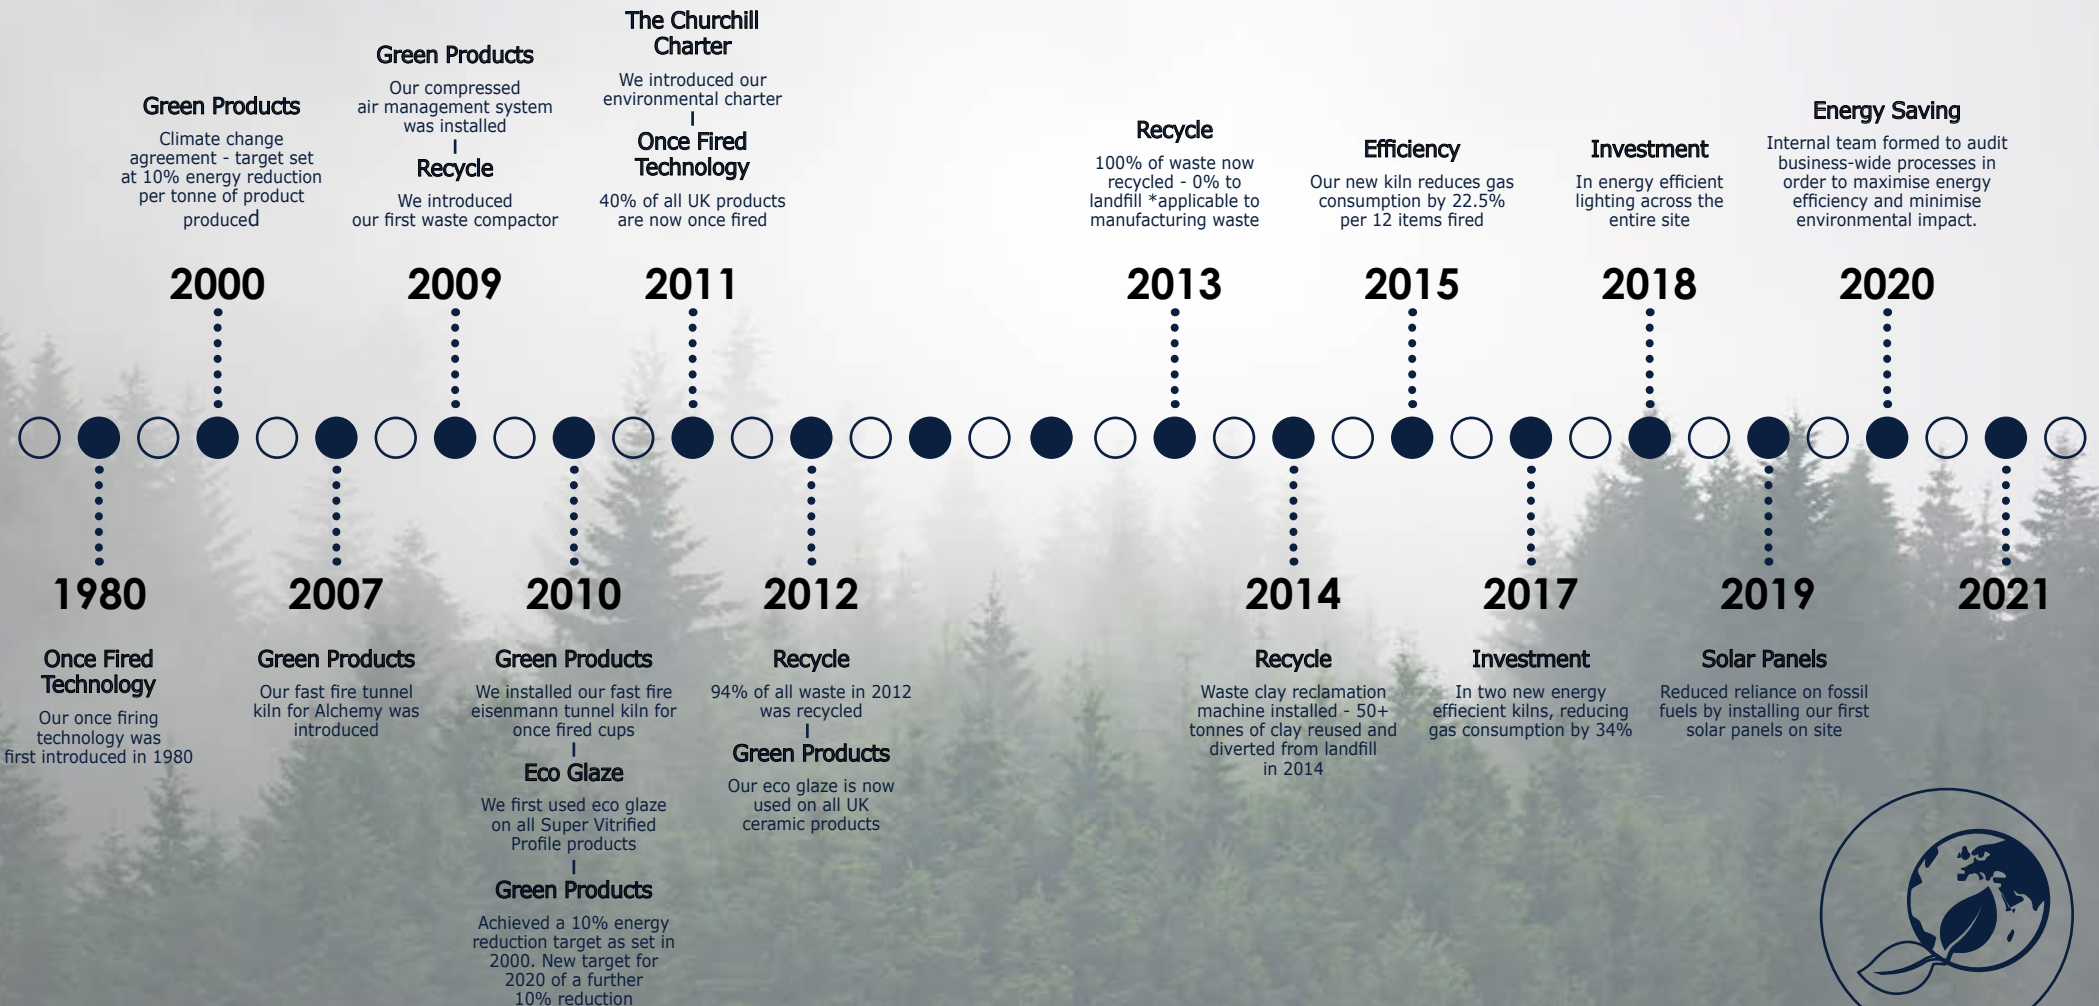 The Churchill
Charter
We introduced our
environmental charter
Once Fired
Technology
40% of all UK products
are now once fired
2011
Green Products
Our compressed
air management system
was installed
Recycle
We introduced
our first waste compactor
2009
Green Products
Climate change
agreement - target set
at 10% energy reduction
per tonne of product
produced
2000
Recycle
100% of waste now
recycled - 0% to
landfill *applicable to
manufacturing waste
2013
Efficiency
Our new kiln reduces gas
consumption by 22.5%
per 12 items fired
2015
Investment
In energy efficient
lighting across the
entire site
2018
Energy Saving
Internal team formed to audit
business-wide processes in
order to maximise energy
efficiency and minimise
environmental impact.
2020
1980
Once Fired
Technology
Our once firing
technology was
first introduced in 1980
2007
Green Products
Our fast fire tunnel
kiln for Alchemy was
introduced
2010
Green Products
We installed our fast fire
eisenmann tunnel kiln for
once fired cups
Eco Glaze
We first used eco glaze
on all Super Vitrified
Profile products
Green Products
Achieved a 10% energy
reduction target as set in
2000. New target for
2020 of a further
10% reduction
2012
Recycle
94% of all waste in 2012
was recycled
Green Products
Our eco glaze is now
used on all UK
ceramic products
2014
Recycle
Waste clay reclamation
machine installed - 50+
tonnes of clay reused and
diverted from landfill
in 2014
2017
Investment
In two new energy
effiecient kilns, reducing
gas consumption by 34%
2019
Solar Panels
Reduced reliance on fossil
fuels by installing our first
solar panels on site
2021